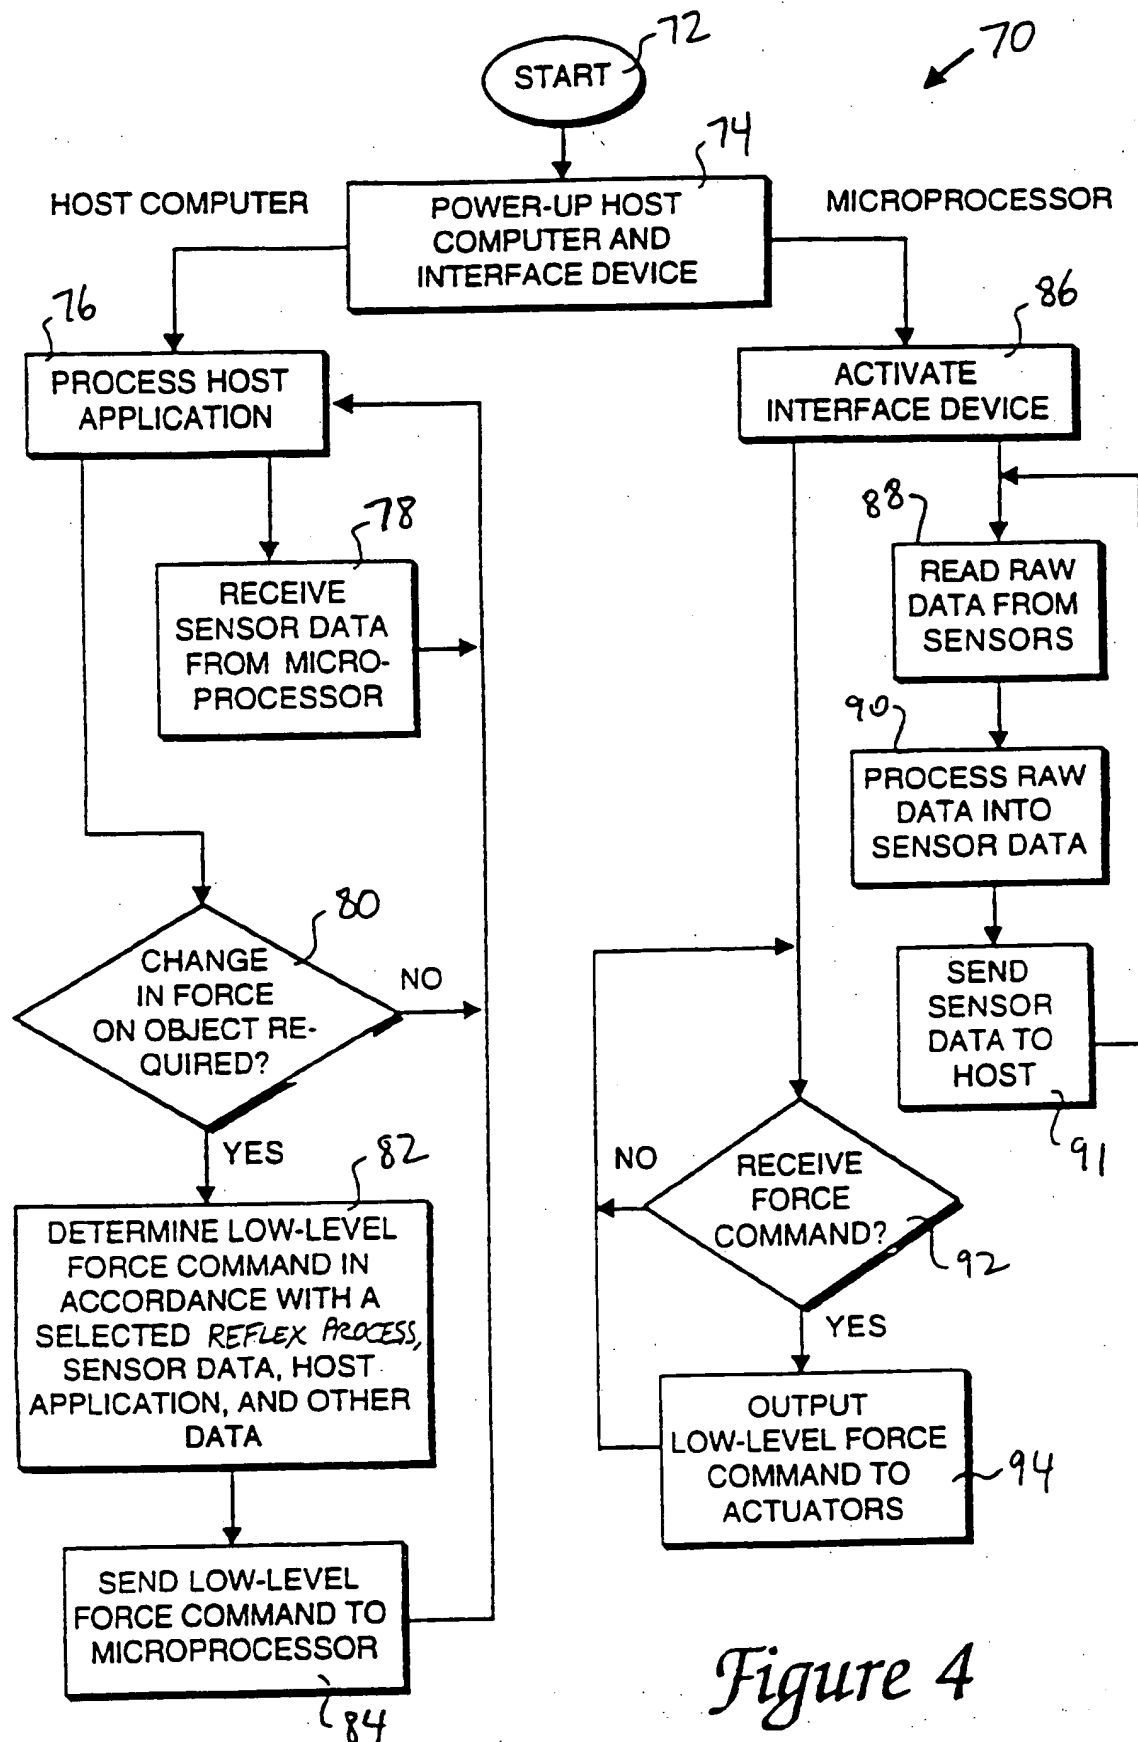 72
70
START
74
HOST COMPUTER
MICROPROCESSOR
POWER-UP HOST
COMPUTER AND
INTERFACE DEVICE
76
PROCESS HOST
APPLICATION
86
ACTIVATE
INTERFACE DEVICE
78
RECEIVE
SENSOR DATA
FROM MICRO-
PROCESSOR
88
READ RAW
DATA FROM
SENSORS
90
PROCESS RAW
DATA INTO
SENSOR DATA
80
CHANGE
IN FORCE
ON OBJECT RE-
QUIRED?
NO
YES
SEND
SENSOR
DATA TO
HOST
91
82
DETERMINE LOW-LEVEL
FORCE COMMAND IN
ACCORDANCE WITH A
SELECTED REFLEX PROCESS,
SENSOR DATA, HOST
APPLICATION, AND OTHER
DATA
NO
RECEIVE
FORCE
COMMAND?
92
YES
OUTPUT
LOW-LEVEL FORCE
COMMAND TO
ACTUATORS
94
SEND LOW-LEVEL
FORCE COMMAND TO
MICROPROCESSOR
84
Figure 4